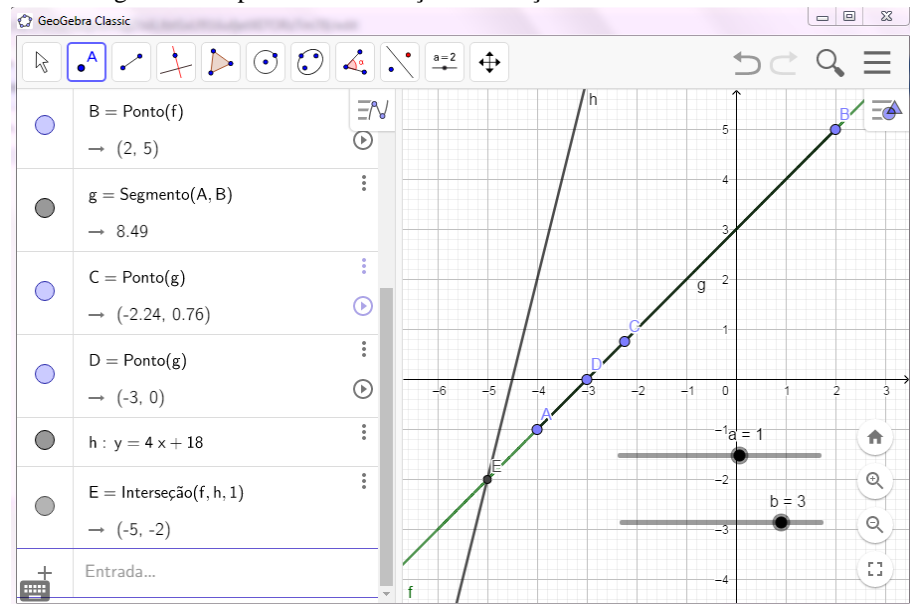 GeoGebra Classic
A
a=2
B = Ponto(f)
→ (2, 5)
g = Segmento(A, B)
→ 8.49
C = Ponto(g)
→ (-2.24, 0.76)
D = Ponto(g)
→ (-3, 0)
h : y = 4 x + 18
E = Interseção(f, h, 1)
→ (-5, -2)
Entrada...
h
B
5
4
3
2
g
1
C
D
−6
−5
−4
−3
−2
−1
0
1
2
3
A
−1
a = 1
E
−2
b = 3
−3
−4
f